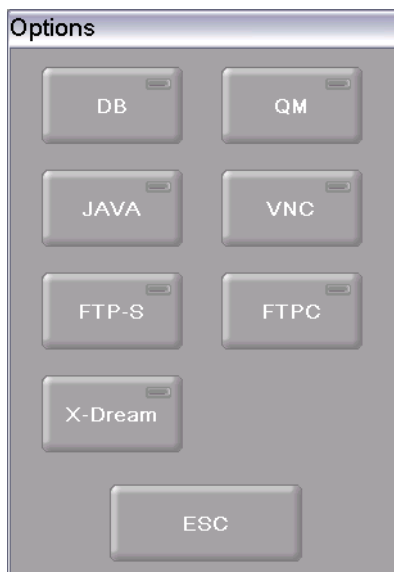 Options
DB
QM
JAVA
VNC
FTP-S
FTPC
X-Dream
ESC